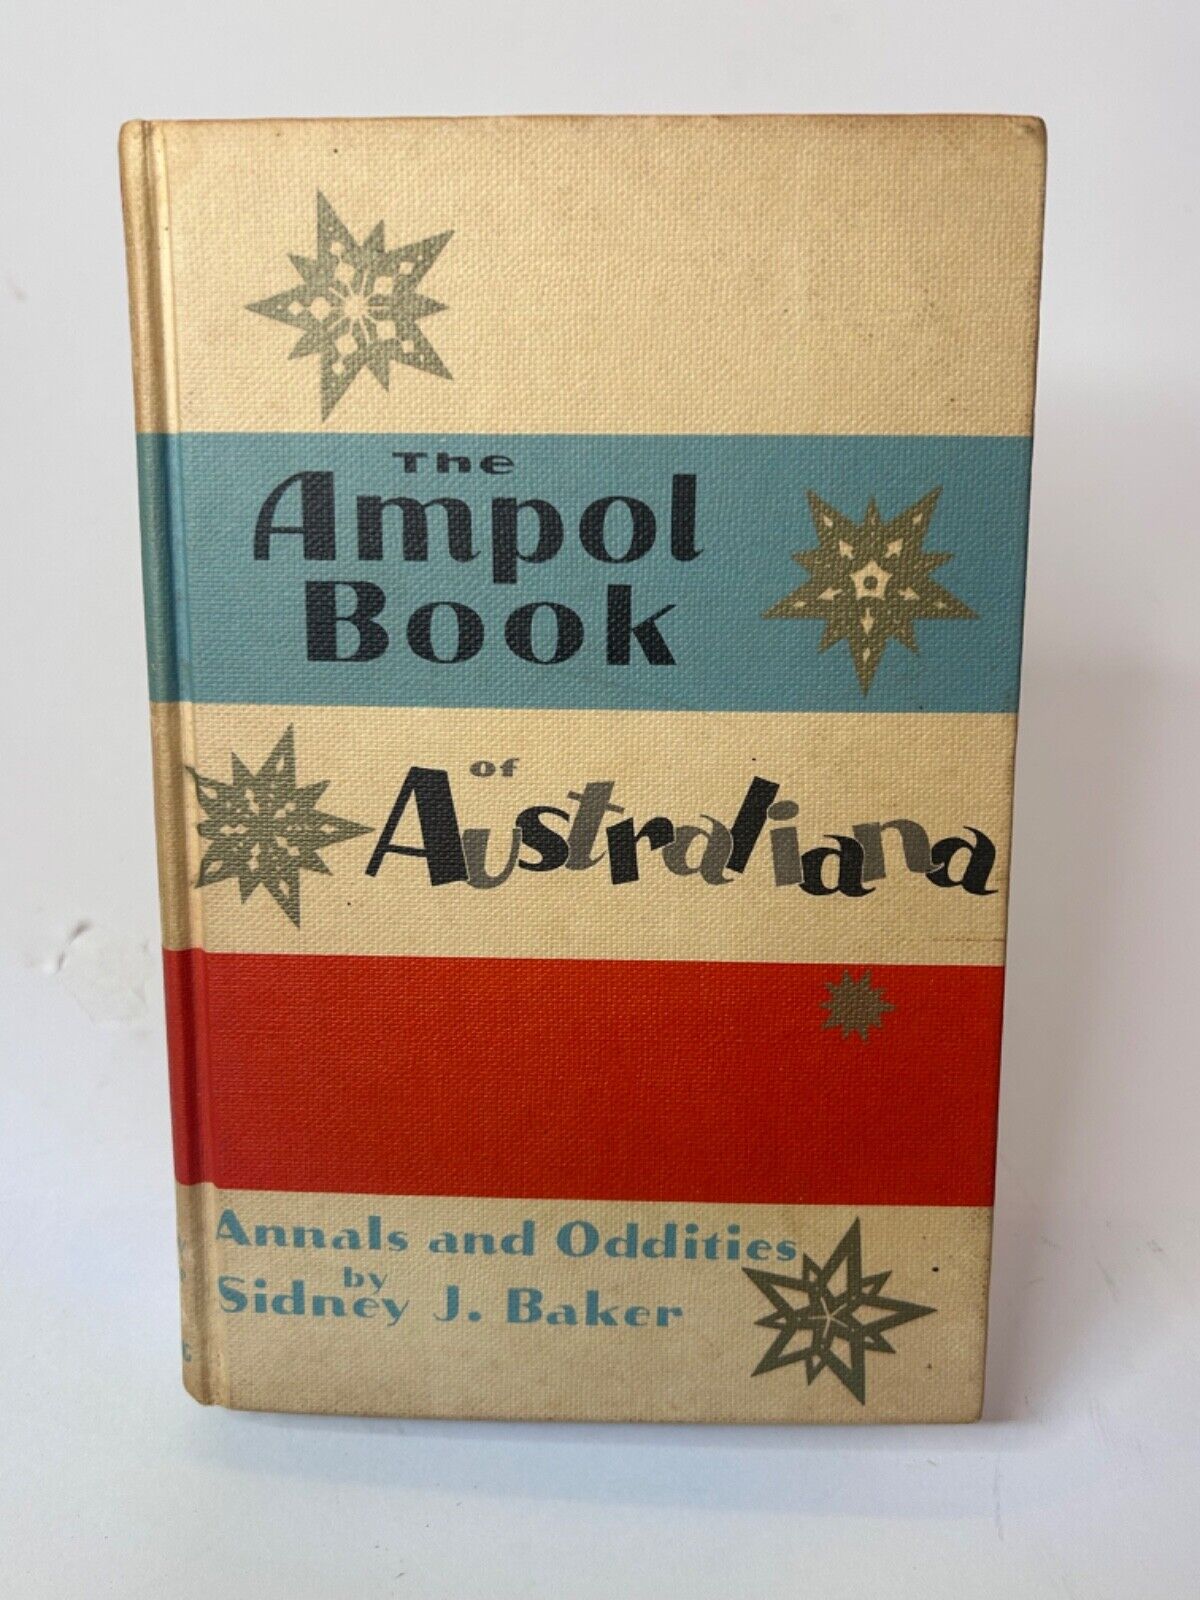 The
Ampol
Book
of
Australiana
Annals and Oddities
by
Sidney J. Baker